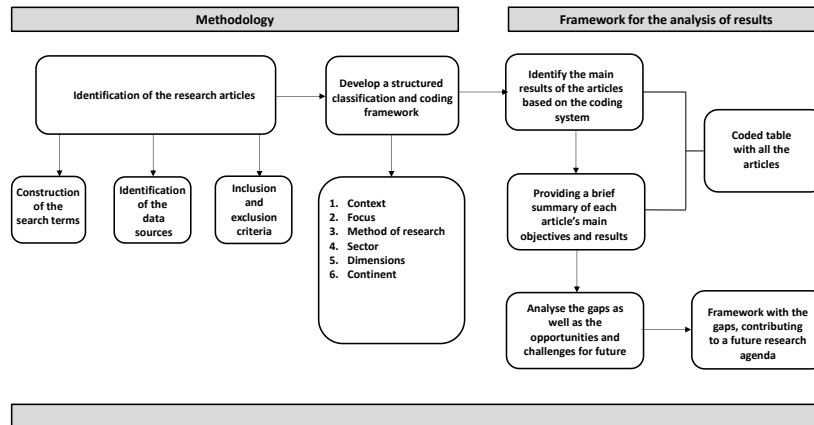 Methodology
Framework for the analysis of results
Identification of the research articles
Develop a structured
classification and coding
framework
Identify the main
results of the articles
based on the coding
system
Coded table
with all the
articles
Construction
of the
search terms
Identification
of the
data
sources
Inclusion
and
exclusion
criteria
1. Context
2. Focus
3. Method of research
4. Sector
5. Dimensions
6. Continent
Providing a brief
summary of each
article's main
objectives and results
Analyse the gaps as
well as the
opportunities and
challenges for future
Framework with the
gaps, contributing
to a future research
agenda